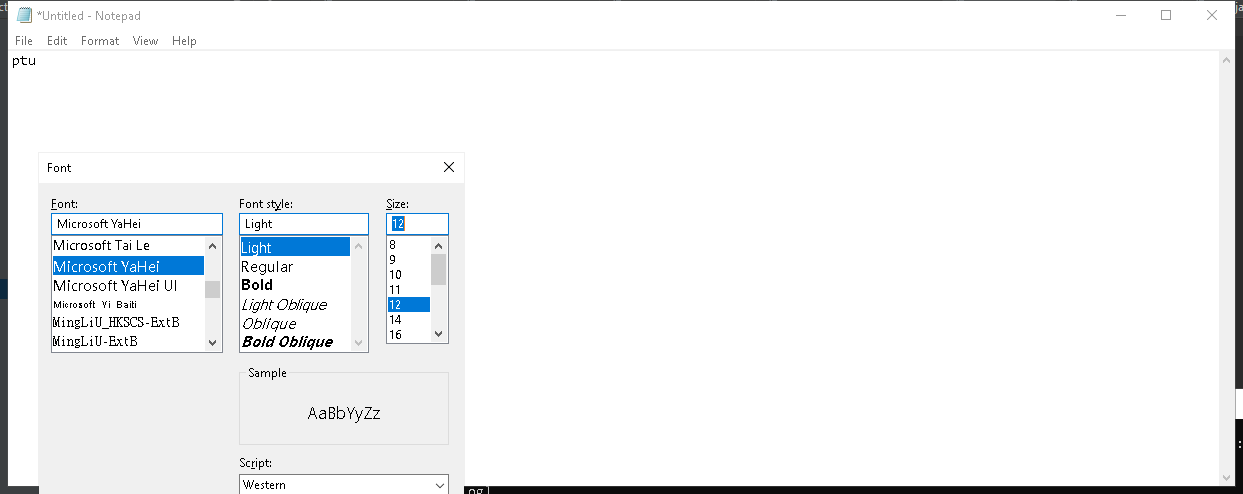 *Untitled - Notepad
File Edit Format View Help
ptu
Font
Font: Font style: Size:
Microsoft YaHei Light 12
Microsoft Tai Le Light 8
Microsoft YaHei Regular 9
Microsoft YaHei UI Bold 10
Microsoft Yi Baiti Light Oblique 11
MingLiU_HKSCS-ExtB Oblique 12
MingLiU-ExtB Bold Oblique 14
16
Sample
AaBbYyZz
Script:
Western